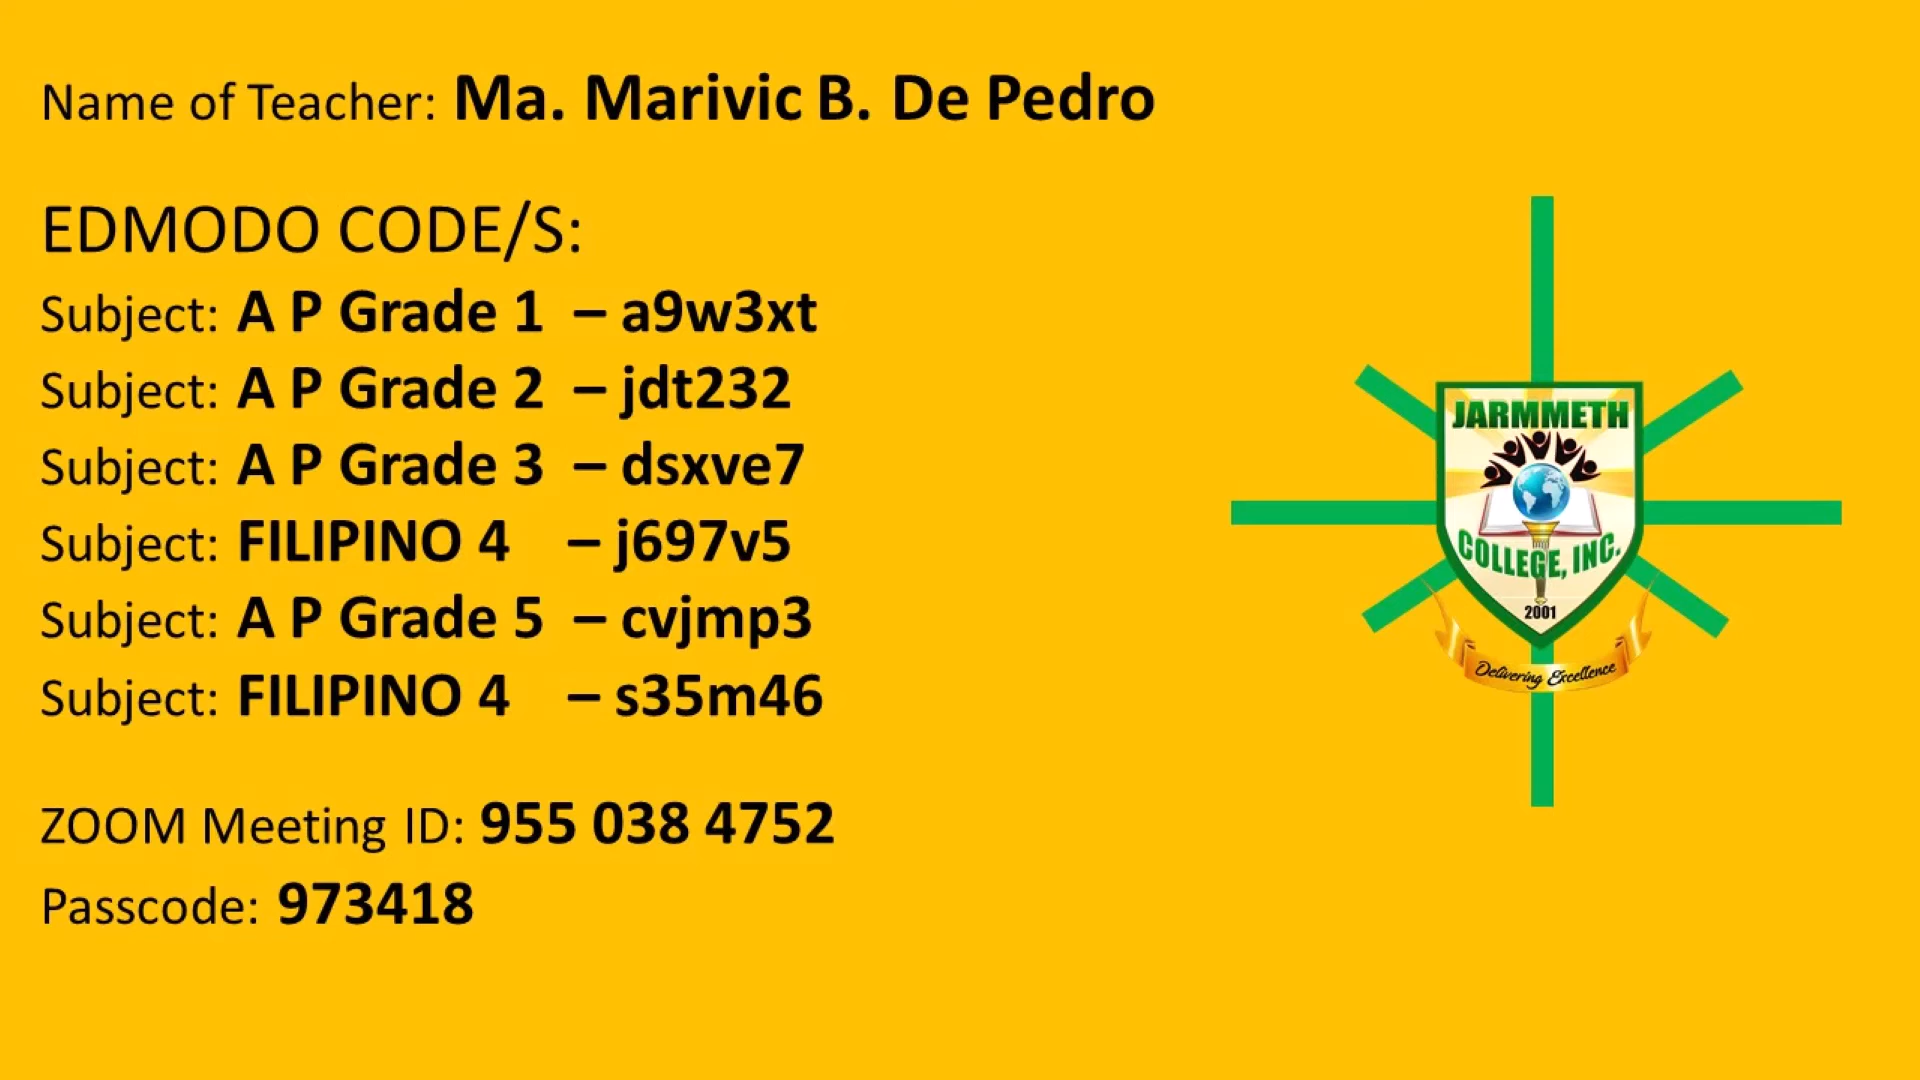 Name of Teacher: Ma. Marivic B. De Pedro
EDMODO CODE/S:
Subject: A P Grade 1 – a9w3xt
Subject: A P Grade 2 – jdt232
Subject: A P Grade 3 – dsxve7
Subject: FILIPINO 4 – j697v5
Subject: A P Grade 5 – cvjmp3
Subject: FILIPINO 4 – s35m46
ZOOM Meeting ID: 955 038 4752
Passcode: 973418
JARMMETH
COLLEGE, INC.
2001
Delivering Excellence